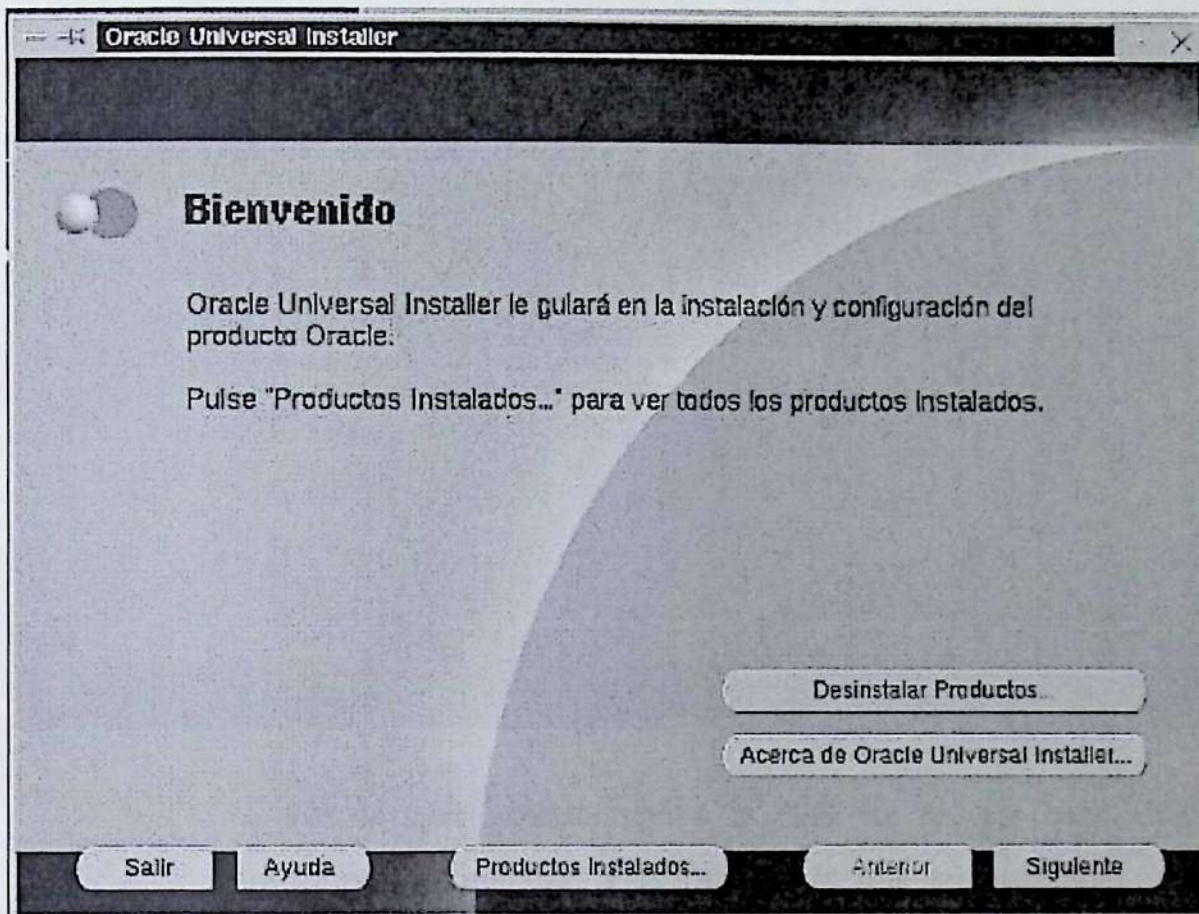 Oracle Universal Installer
Bienvenido
Oracle Universal Installer le guiará en la instalación y configuración del
producto Oracle.
Pulse "Productos Instalados..." para ver todos los productos instalados.
Desinstalar Productos...
Acerca de Oracle Universal Installer...
Salir
Ayuda
Productos Instalados...
Anterior
Siguiente